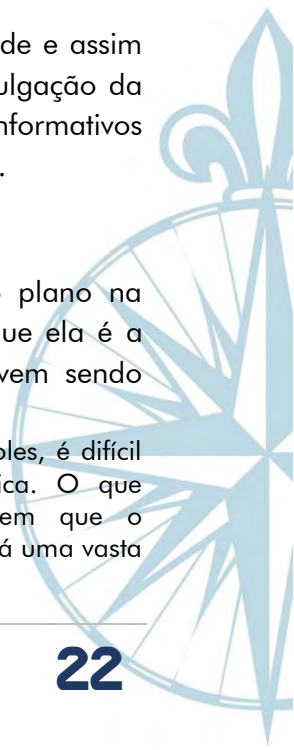 de e assim
ulgação da
nformativos
.
plano na
ue ela é a
vem sendo
oles, é difícil
ica. O que
em que o
á uma vasta
22